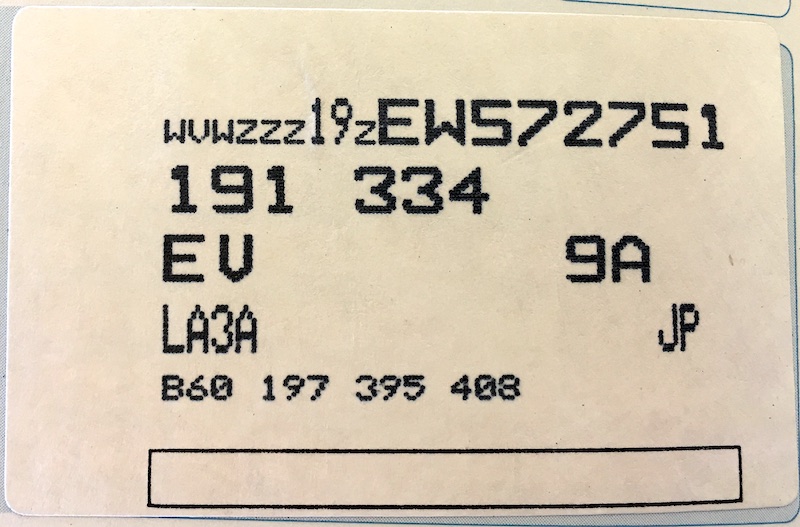 WVWZZZ19ZEW572751
191 334
EV 9A
LA3A JP
B60 197 395 408